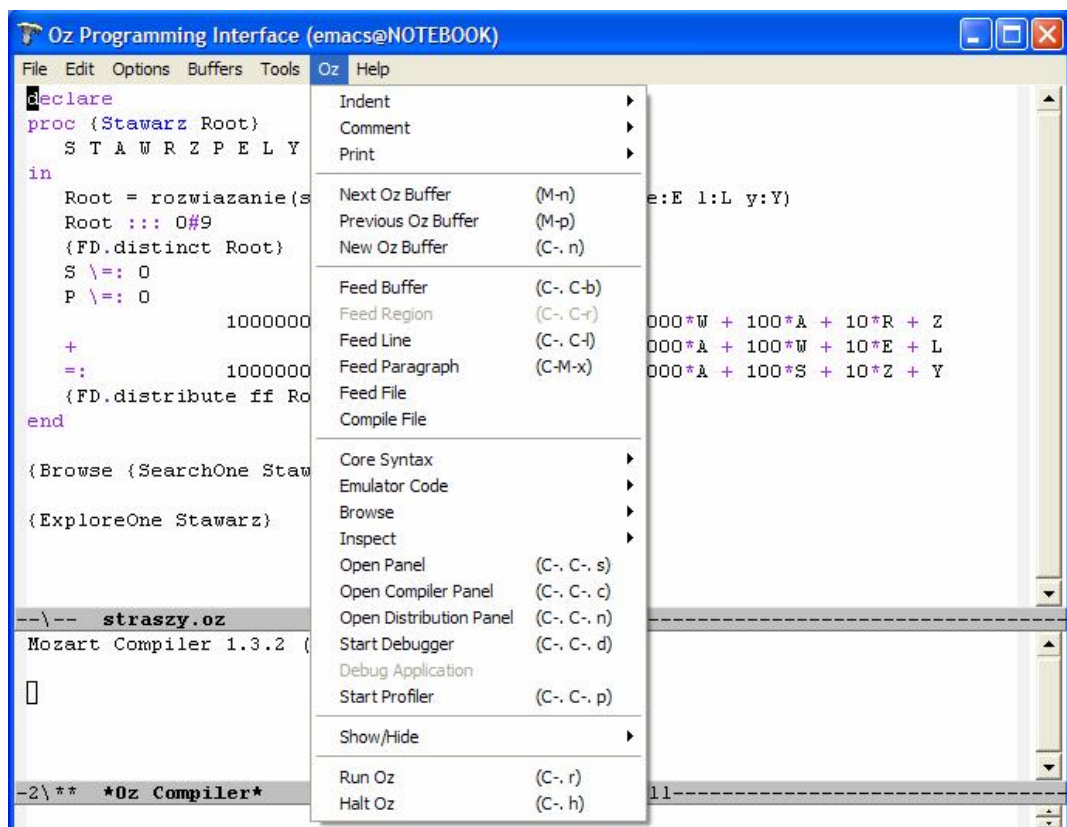 Oz Programming Interface (emacs@NOTEBOOK)
File Edit Options Buffers Tools Oz Help
declare
proc {Stawarz Root}
S T A W R Z P E L Y
in
Root = rozwiazanie(s e:E l:L y:Y)
Root ::: 0#9
{FD.distinct Root}
S \=: 0
P \=: 0
1000000 000*W + 100*A + 10*R + Z
+ 000*A + 100*W + 10*E + L
=: 1000000 000*A + 100*S + 10*Z + Y
{FD.distribute ff Ro
end
{Browse {SearchOne Staw
{ExploreOne Stawarz}
--\-- straszy.oz
Mozart Compiler 1.3.2 (
-2\** *Oz Compiler* ll
Indent
Comment
Print
Next Oz Buffer (M-n)
Previous Oz Buffer (M-p)
New Oz Buffer (C-. n)
Feed Buffer (C-. C-b)
Feed Region (C-. C-r)
Feed Line (C-. C-l)
Feed Paragraph (C-M-x)
Feed File
Compile File
Core Syntax
Emulator Code
Browse
Inspect
Open Panel (C-. C-. s)
Open Compiler Panel (C-. C-. c)
Open Distribution Panel (C-. C-. n)
Start Debugger (C-. C-. d)
Debug Application
Start Profiler (C-. C-. p)
Show/Hide
Run Oz (C-. r)
Halt Oz (C-. h)